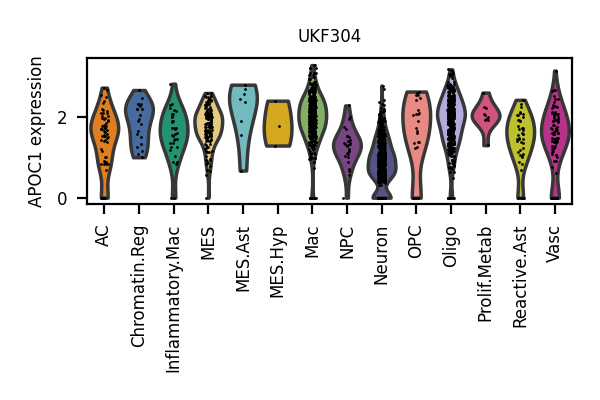 UKF304
APOC1 expression
2
0
AC
Chromatin.Reg
Inflammatory.Mac
MES
MES.Ast
MES.Hyp
Mac
NPC
Neuron
OPC
Oligo
Prolif.Metab
Reactive.Ast
Vasc